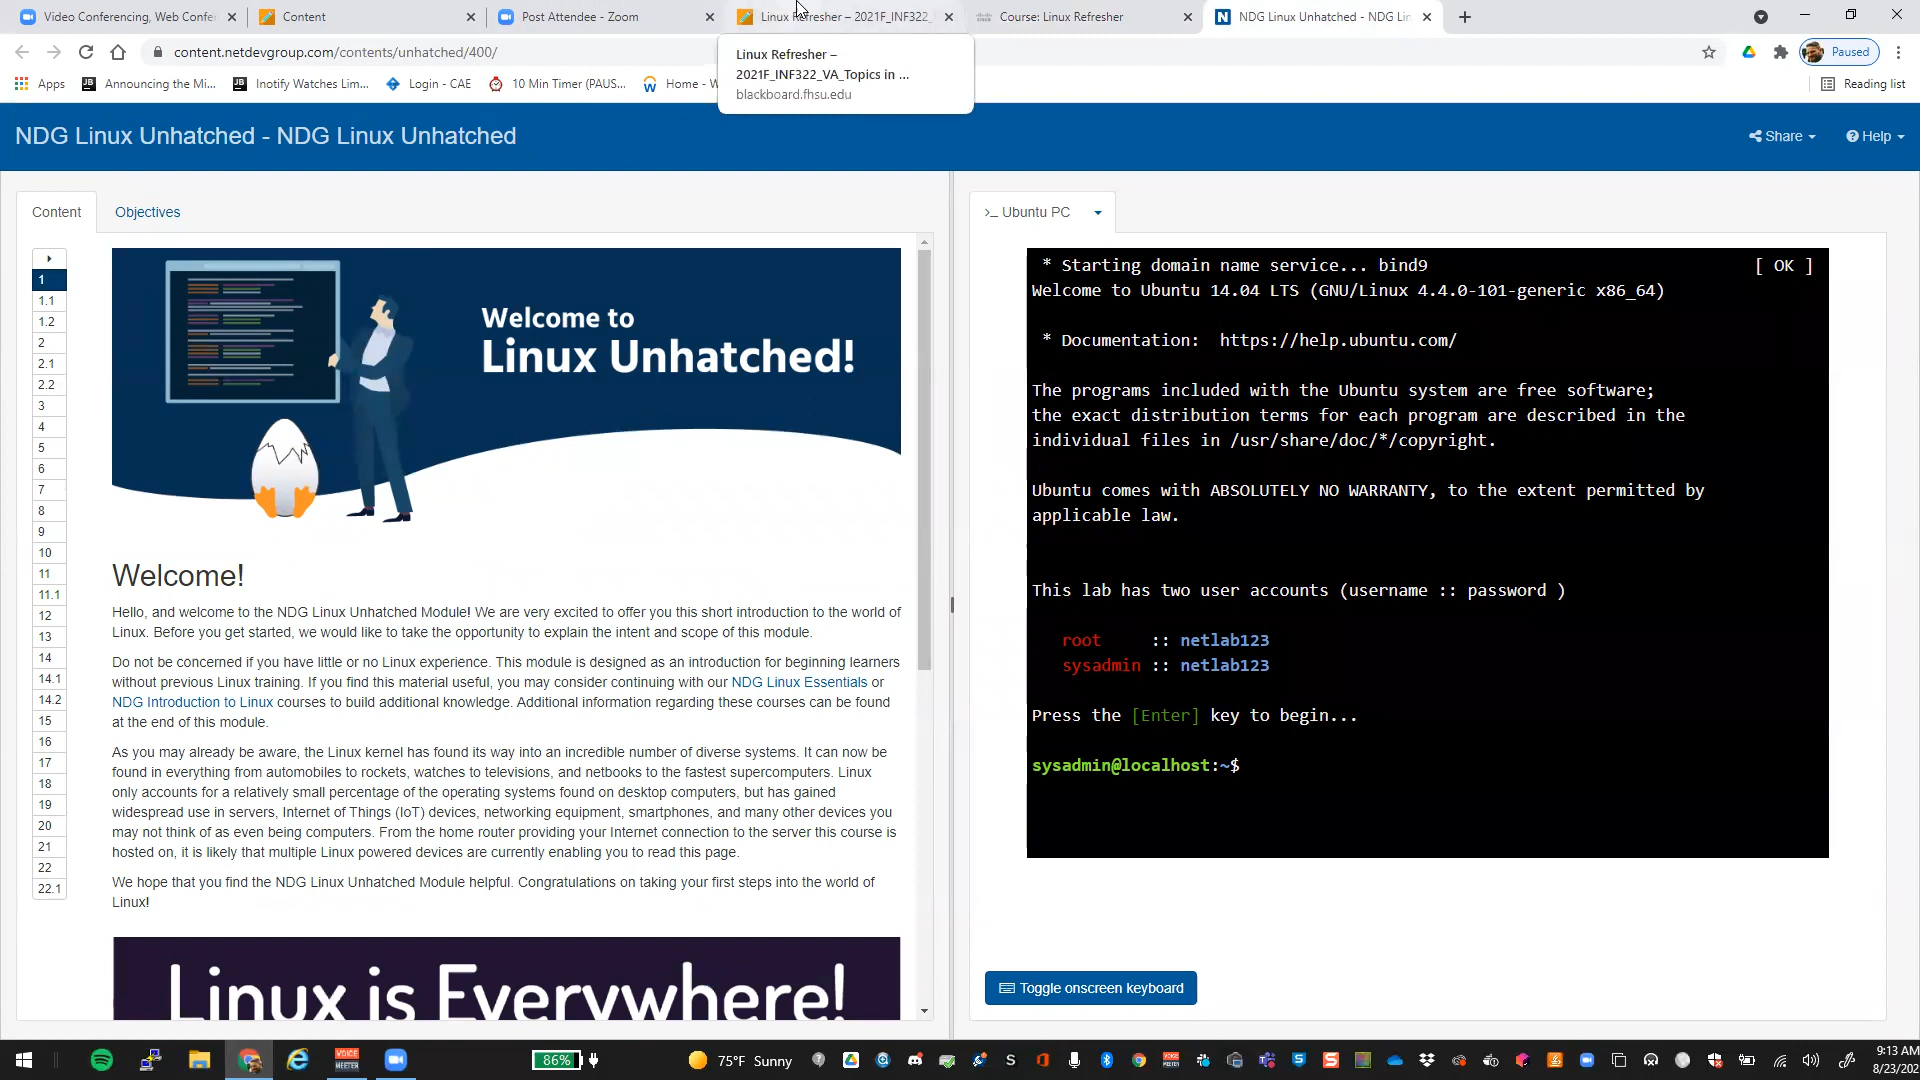 Video Conferencing, Web Confe
Content
Post Attendee - Zoom
Linux Refresher – 2021F_INF322_
Course: Linux Refresher
NDG Linux Unhatched - NDG Li
content.netdevgroup.com/contents/unhatched/400/
Paused
Apps
Announcing the Mi...
Inotify Watches Lim...
Login - CAE
10 Min Timer (PAUS...
Home - W
Reading list
Linux Refresher –
2021F_INF322_VA_Topics in ...
blackboard.fhsu.edu
NDG Linux Unhatched - NDG Linux Unhatched
Share
Help
Content
Objectives
>_ Ubuntu PC
1
1.1
1.2
2
2.1
2.2
3
4
5
6
7
8
9
10
11
11.1
12
13
14
14.1
14.2
15
16
17
18
19
20
21
22
22.1
Welcome to
Linux Unhatched!
Welcome!
Hello, and welcome to the NDG Linux Unhatched Module! We are very excited to offer you this short introduction to the world of
Linux. Before you get started, we would like to take the opportunity to explain the intent and scope of this module.
Do not be concerned if you have little or no Linux experience. This module is designed as an introduction for beginning learners
without previous Linux training. If you find this material useful, you may consider continuing with our NDG Linux Essentials or
NDG Introduction to Linux courses to build additional knowledge. Additional information regarding these courses can be found
at the end of this module.
As you may already be aware, the Linux kernel has found its way into an incredible number of diverse systems. It can now be
found in everything from automobiles to rockets, watches to televisions, and netbooks to the fastest supercomputers. Linux
only accounts for a relatively small percentage of the operating systems found on desktop computers, but has gained
widespread use in servers, Internet of Things (IoT) devices, networking equipment, smartphones, and many other devices you
may not think of as even being computers. From the home router providing your Internet connection to the server this course is
hosted on, it is likely that multiple Linux powered devices are currently enabling you to read this page.
We hope that you find the NDG Linux Unhatched Module helpful. Congratulations on taking your first steps into the world of
Linux!
Linux is Everywhere!
* Starting domain name service... bind9 [ OK ]
Welcome to Ubuntu 14.04 LTS (GNU/Linux 4.4.0-101-generic x86_64)
* Documentation: https://help.ubuntu.com/
The programs included with the Ubuntu system are free software;
the exact distribution terms for each program are described in the
individual files in /usr/share/doc/*/copyright.
Ubuntu comes with ABSOLUTELY NO WARRANTY, to the extent permitted by
applicable law.
This lab has two user accounts (username :: password )
root :: netlab123
sysadmin :: netlab123
Press the [Enter] key to begin...
sysadmin@localhost:~$
Toggle onscreen keyboard
VOICE
MEETER
86%
75°F Sunny
9:13 AM
8/23/202